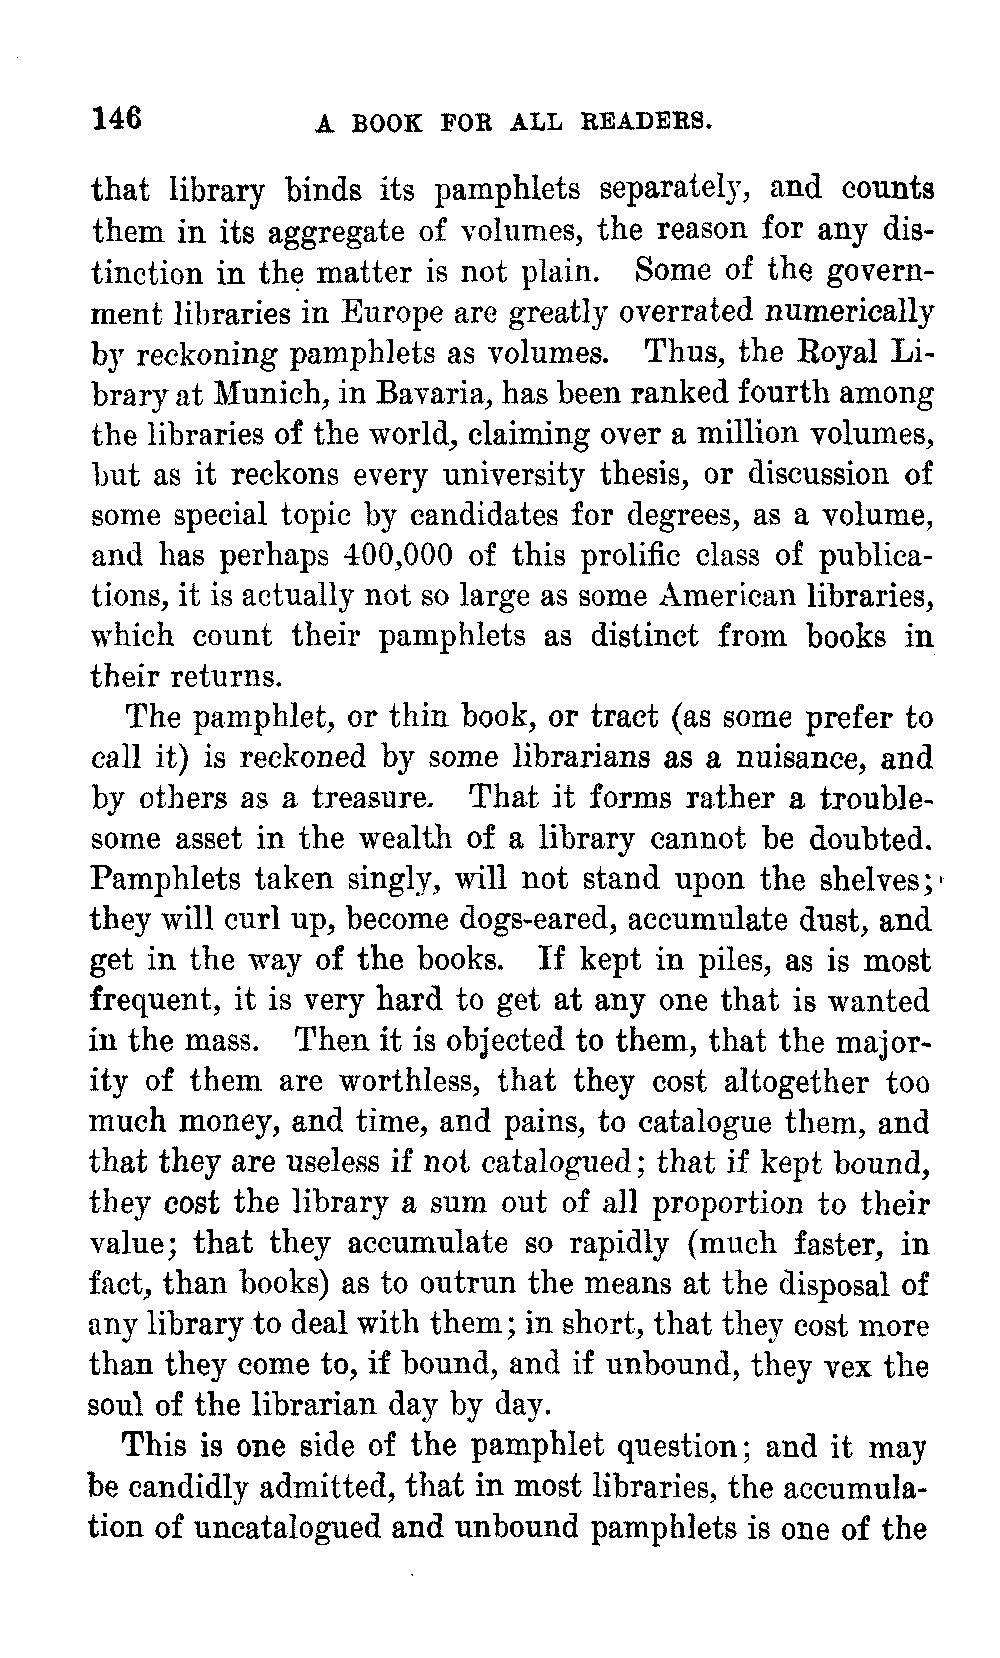 146 A BOOK FOR ALL READERS.
that library binds its pamphlets separately, and counts
them in its aggregate of volumes, the reason for any dis-
tinction in the matter is not plain. Some of the govern-
ment libraries in Europe are greatly overrated numerically
by reckoning pamphlets as volumes. Thus, the Royal Li-
brary at Munich, in Bavaria, has been ranked fourth among
the libraries of the world, claiming over a million volumes,
but as it reckons every university thesis, or discussion of
some special topic by candidates for degrees, as a volume,
and has perhaps 400,000 of this prolific class of publica-
tions, it is actually not so large as some American libraries,
which count their pamphlets as distinct from books in
their returns.
The pamphlet, or thin book, or tract (as some prefer to
call it) is reckoned by some librarians as a nuisance, and
by others as a treasure. That it forms rather a trouble-
some asset in the wealth of a library cannot be doubted.
Pamphlets taken singly, will not stand upon the shelves;
they will curl up, become dogs-eared, accumulate dust, and
get in the way of the books. If kept in piles, as is most
frequent, it is very hard to get at any one that is wanted
in the mass. Then it is objected to them, that the major-
ity of them are worthless, that they cost altogether too
much money, and time, and pains, to catalogue them, and
that they are useless if not catalogued; that if kept bound,
they cost the library a sum out of all proportion to their
value; that they accumulate so rapidly (much faster, in
fact, than books) as to outrun the means at the disposal of
any library to deal with them; in short, that they cost more
than they come to, if bound, and if unbound, they vex the
soul of the librarian day by day.
This is one side of the pamphlet question; and it may
be candidly admitted, that in most libraries, the accumula-
tion of uncatalogued and unbound pamphlets is one of the